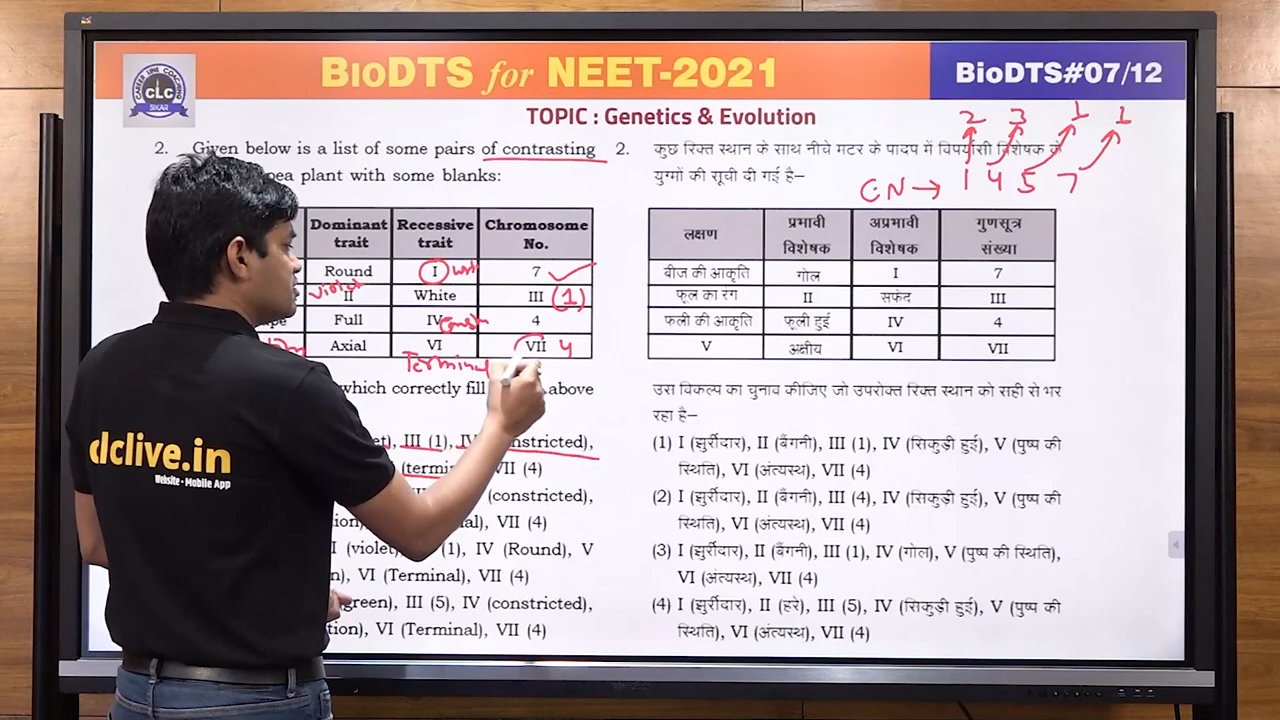 BIODTS for NEET-2021
BioDTS#07/12
CAREER LINE COACHING
CLC
SIKAR
TOPIC : Genetics & Evolution
2 3 1 1
CN → 1 4 5 7
2. Given below is a list of some pairs of contrasting
pea plant with some blanks:
Dominant trait Recessive trait Chromosome No.
Round I 7
violet II White III (1)
Full IV 4
Axial VI VII 4
Terminal
which correctly fill above
III (1),
constricted),
VII (4)
(constricted),
VII (4)
(violet), (1), IV (Round), V
VI (Terminal), VII (4)
(green), III (5), IV (constricted),
VI (Terminal), VII (4)
2. कुछ रिक्त स्थान के साथ नीचे मटर के पादप में विपर्यासी विशेषक के
युग्मों की सूची दी गई है–
लक्षण प्रभावी विशेषक अप्रभावी विशेषक गुणसूत्र संख्या
बीज की आकृति गोल I 7
फूल का रंग II सफेद III
फली की आकृति फूली हुई IV 4
V अक्षीय VI VII
उस विकल्प का चुनाव कीजिए जो उपरोक्त रिक्त स्थान को सही से भर
रहा है–
(1) I (झुर्रीदार), II (बैंगनी), III (1), IV (सिकुड़ी हुई), V (पुष्प की
स्थिति), VI (अंत्यस्थ), VII (4)
(2) I (झुर्रीदार), II (बैंगनी), III (4), IV (सिकुड़ी हुई), V (पुष्प की
स्थिति), VI (अंत्यस्थ), VII (4)
(3) I (झुर्रीदार), II (बैंगनी), III (1), IV (गोल), V (पुष्प की स्थिति),
VI (अंत्यस्थ), VII (4)
(4) I (झुर्रीदार), II (हरे), III (5), IV (सिकुड़ी हुई), V (पुष्प की
स्थिति), VI (अंत्यस्थ), VII (4)
clclive.in
Website • Mobile App